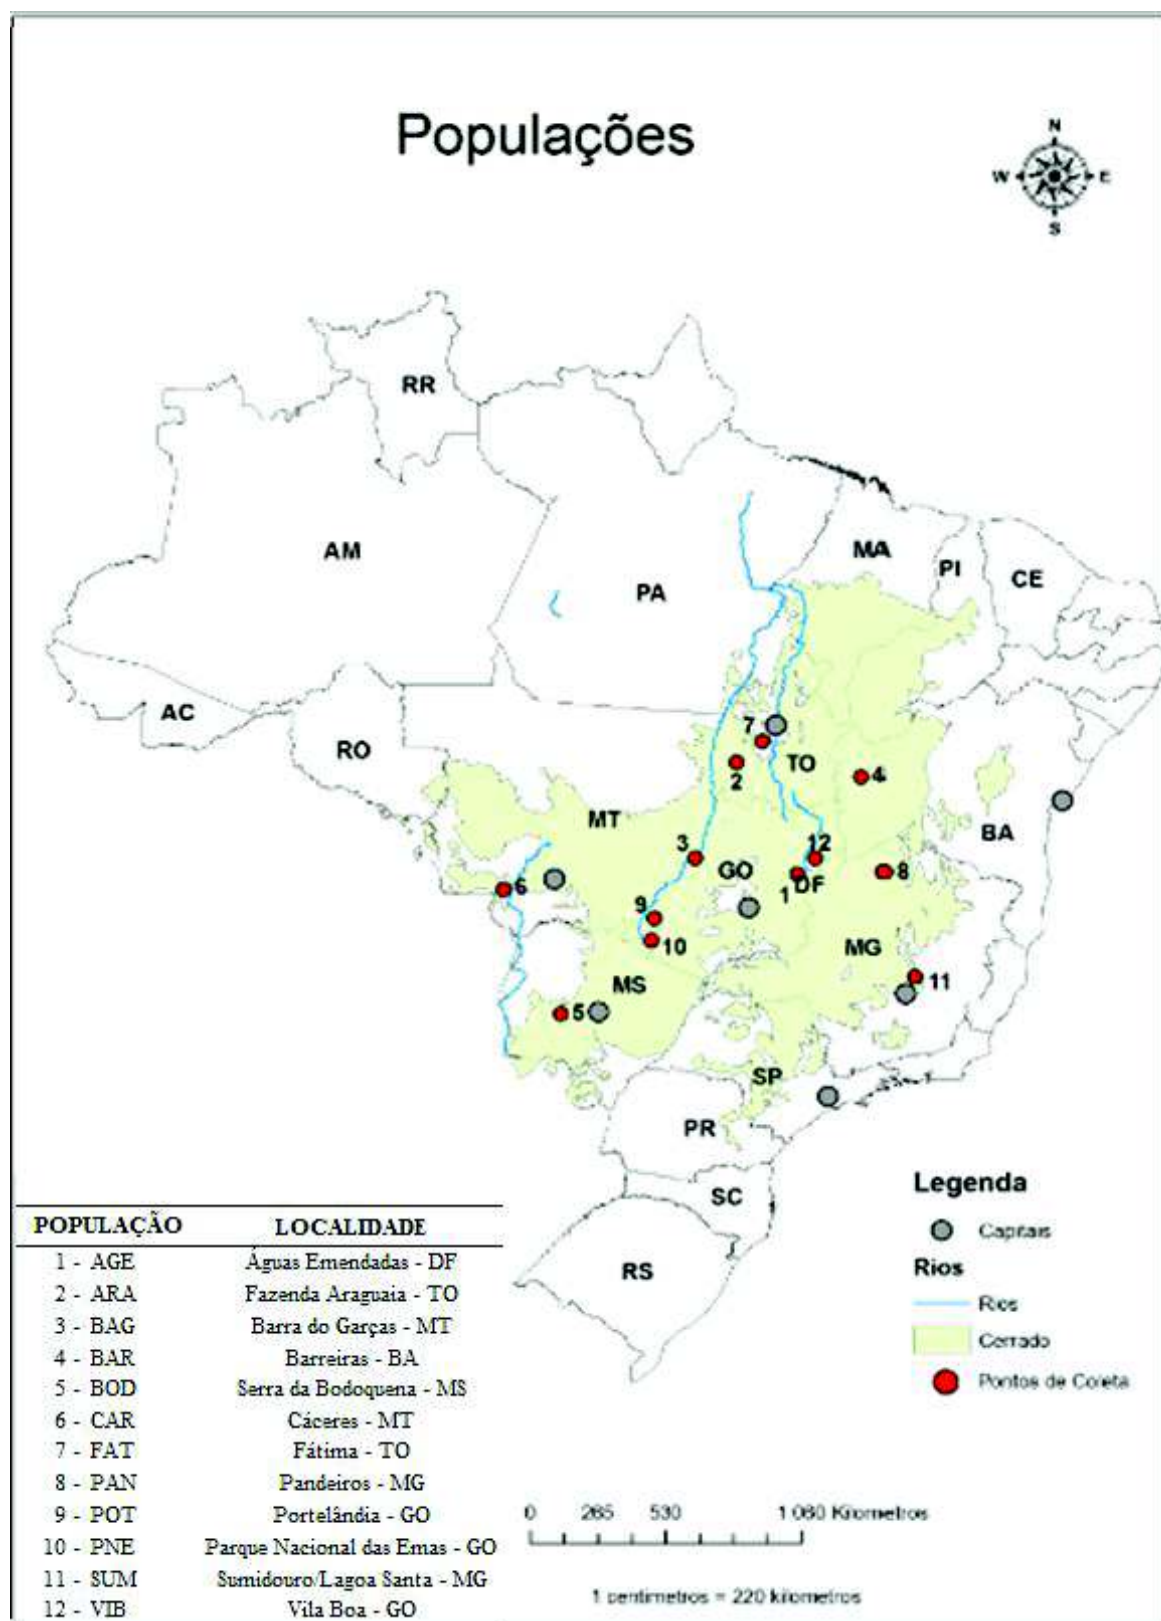 Populações
N
W E
S
RR
AM
PA
MA
PI
CE
AC
RO
7
TO
2
4
MT
BA
3
12
GO
8
6
1
DF
9
10
MG
MS
11
5
SP
PR
SC
RS
Legenda
Capitais
Rios
Rios
Cerrado
Pontos de Coleta
POPULAÇÃO LOCALIDADE
1 - AGE Águas Emendadas - DF
2 - ARA Fazenda Araguaia - TO
3 - BAG Barra do Garças - MT
4 - BAR Barreiras - BA
5 - BOD Serra da Bodoquena - MS
6 - CAR Cáceres - MT
7 - FAT Fátima - TO
8 - PAN Pandeiros - MG
9 - POT Portelândia - GO
10 - PNE Parque Nacional das Emas - GO
11 - SUM Sumidouro/Lagoa Santa - MG
12 - VIB Vila Boa - GO
0 265 530 1 060 Kilometros
1 centimetros = 220 kilometros